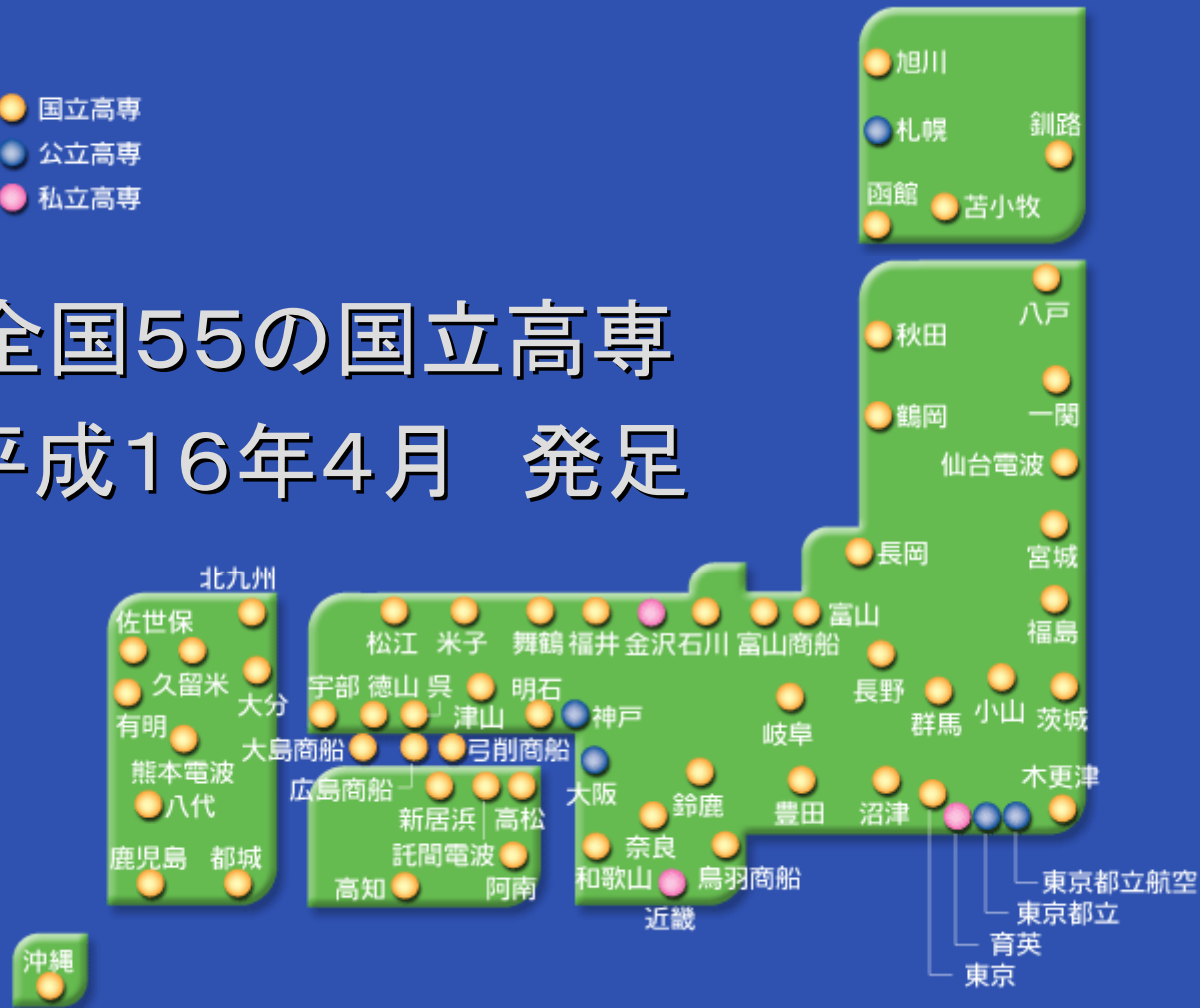 国立高専
公立高専
私立高専
全国55の国立高専
平成16年4月 発足
旭川
札幌
釧路
函館
苫小牧
八戸
秋田
一関
鶴岡
仙台電波
宮城
長岡
福島
富山
松江 米子 舞鶴 福井 金沢 石川 富山商船
長野
群馬
小山
茨城
岐阜
木更津
豊田
沼津
鈴鹿
奈良
和歌山
鳥羽商船
近畿
大阪
神戸
明石
宇部 徳山 呉
津山
大島商船
弓削商船
広島商船
新居浜 高松
託間電波
高知
阿南
北九州
佐世保
久留米
大分
有明
熊本電波
八代
鹿児島 都城
沖縄
東京都立航空
東京都立
育英
東京